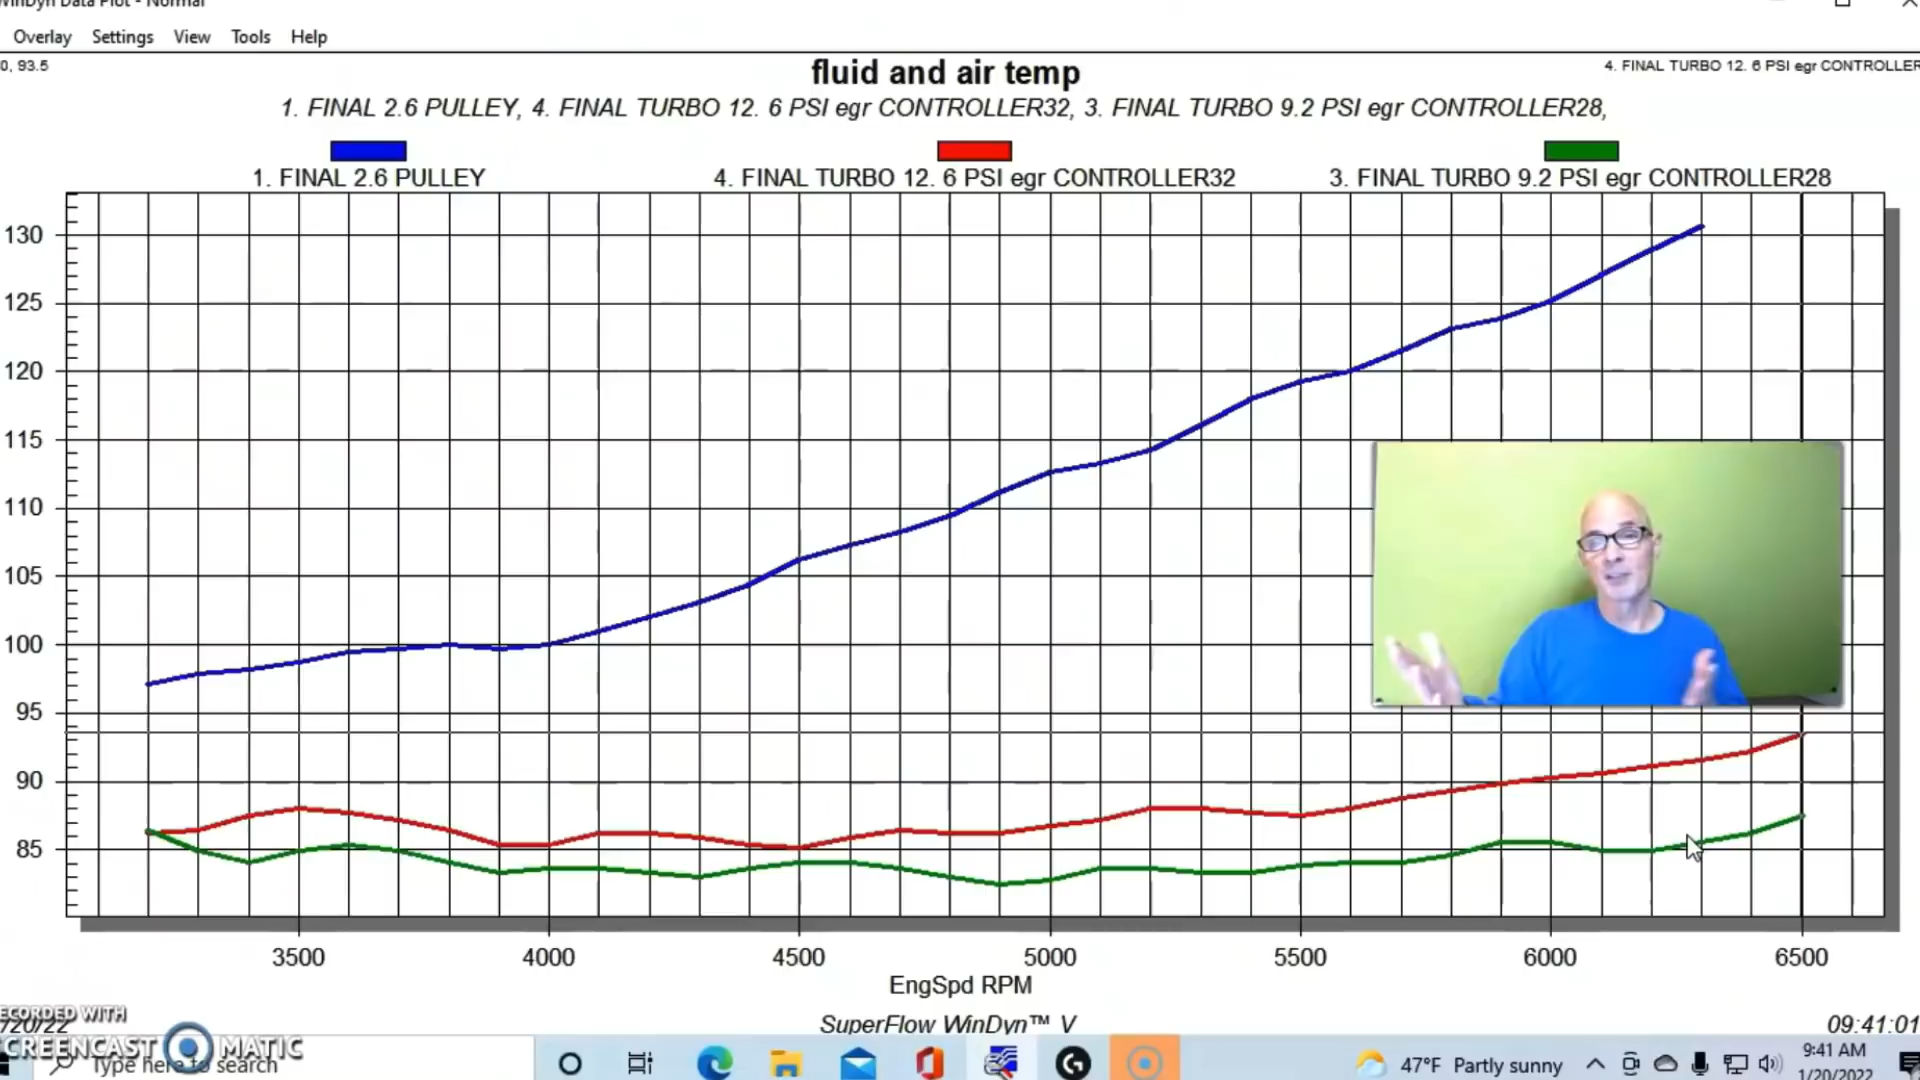 WinDyn Data Plot - Normal
Overlay Settings View Tools Help
0, 93.5
fluid and air temp
4. FINAL TURBO 12. 6 PSI egr CONTROLLER
1. FINAL 2.6 PULLEY, 4. FINAL TURBO 12. 6 PSI egr CONTROLLER32, 3. FINAL TURBO 9.2 PSI egr CONTROLLER28,
1. FINAL 2.6 PULLEY
4. FINAL TURBO 12. 6 PSI egr CONTROLLER32
3. FINAL TURBO 9.2 PSI egr CONTROLLER28
130
125
120
115
110
105
100
95
90
85
3500 4000 4500 5000 5500 6000 6500
EngSpd RPM
ECORDED WITH
/20/22
SuperFlow WinDyn™ V
09:41:01
CREENCAST MATIC
Type here to search
47°F Partly sunny
9:41 AM
1/20/2022